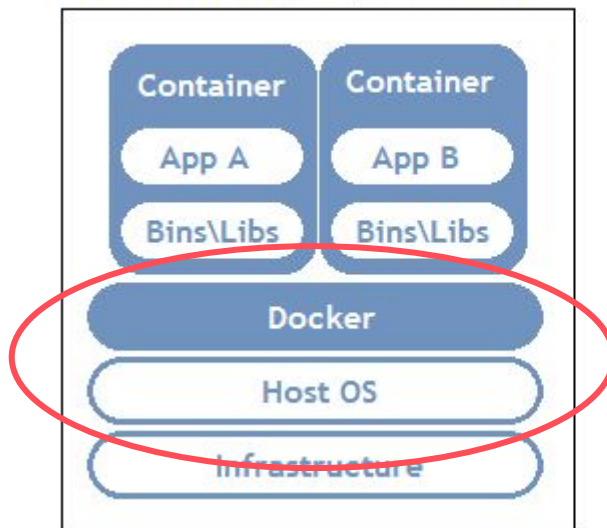 Container Container
App A App B
Bins\Libs Bins\Libs
Docker
Host OS
Infrastructure